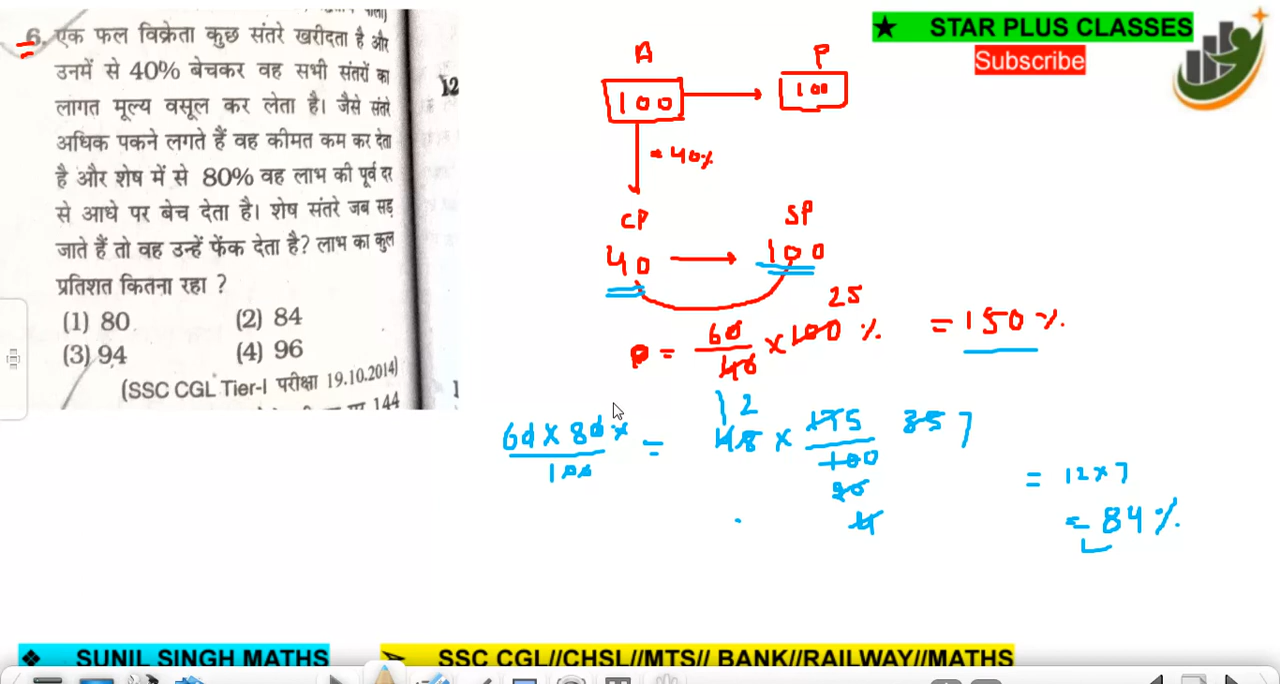 6. एक फल विक्रेता कुछ संतरे खरीदता है और
उनमें से 40% बेचकर वह सभी संतरों का
लागत मूल्य वसूल कर लेता है। जैसे संतरे
अधिक पकने लगते हैं वह कीमत कम कर देता
है और शेष में से 80% वह लाभ की पूर्व दर
से आधे पर बेच देता है। शेष संतरे जब सड़
जाते हैं तो वह उन्हें फेंक देता है? लाभ का कुल
प्रतिशत कितना रहा ?
(1) 80 (2) 84
(3) 94 (4) 96
(SSC CGL Tier-I परीक्षा 19.10.2014)
144
12
★ STAR PLUS CLASSES
Subscribe
A P
100 100
= 40%
CP SP
40 100
25
P = 60/40 × 100 % = 150 %
12
60 × 80 / 100 = 48 × 175 / 100 35 7
20
4
= 12 × 7
= 84 %
❖ SUNIL SINGH MATHS
➢ SSC CGL//CHSL//MTS// BANK//RAILWAY//MATHS